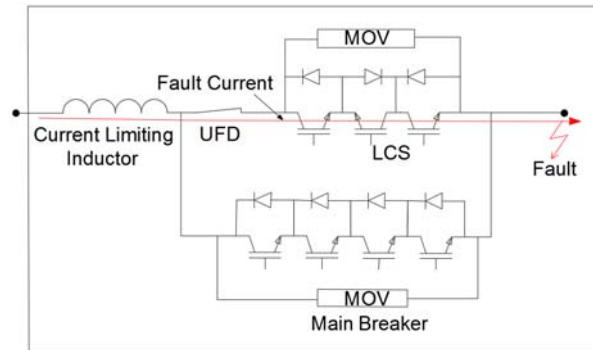 MOV
Fault Current
Current Limiting
Inductor
UFD
LCS
Fault
MOV
Main Breaker